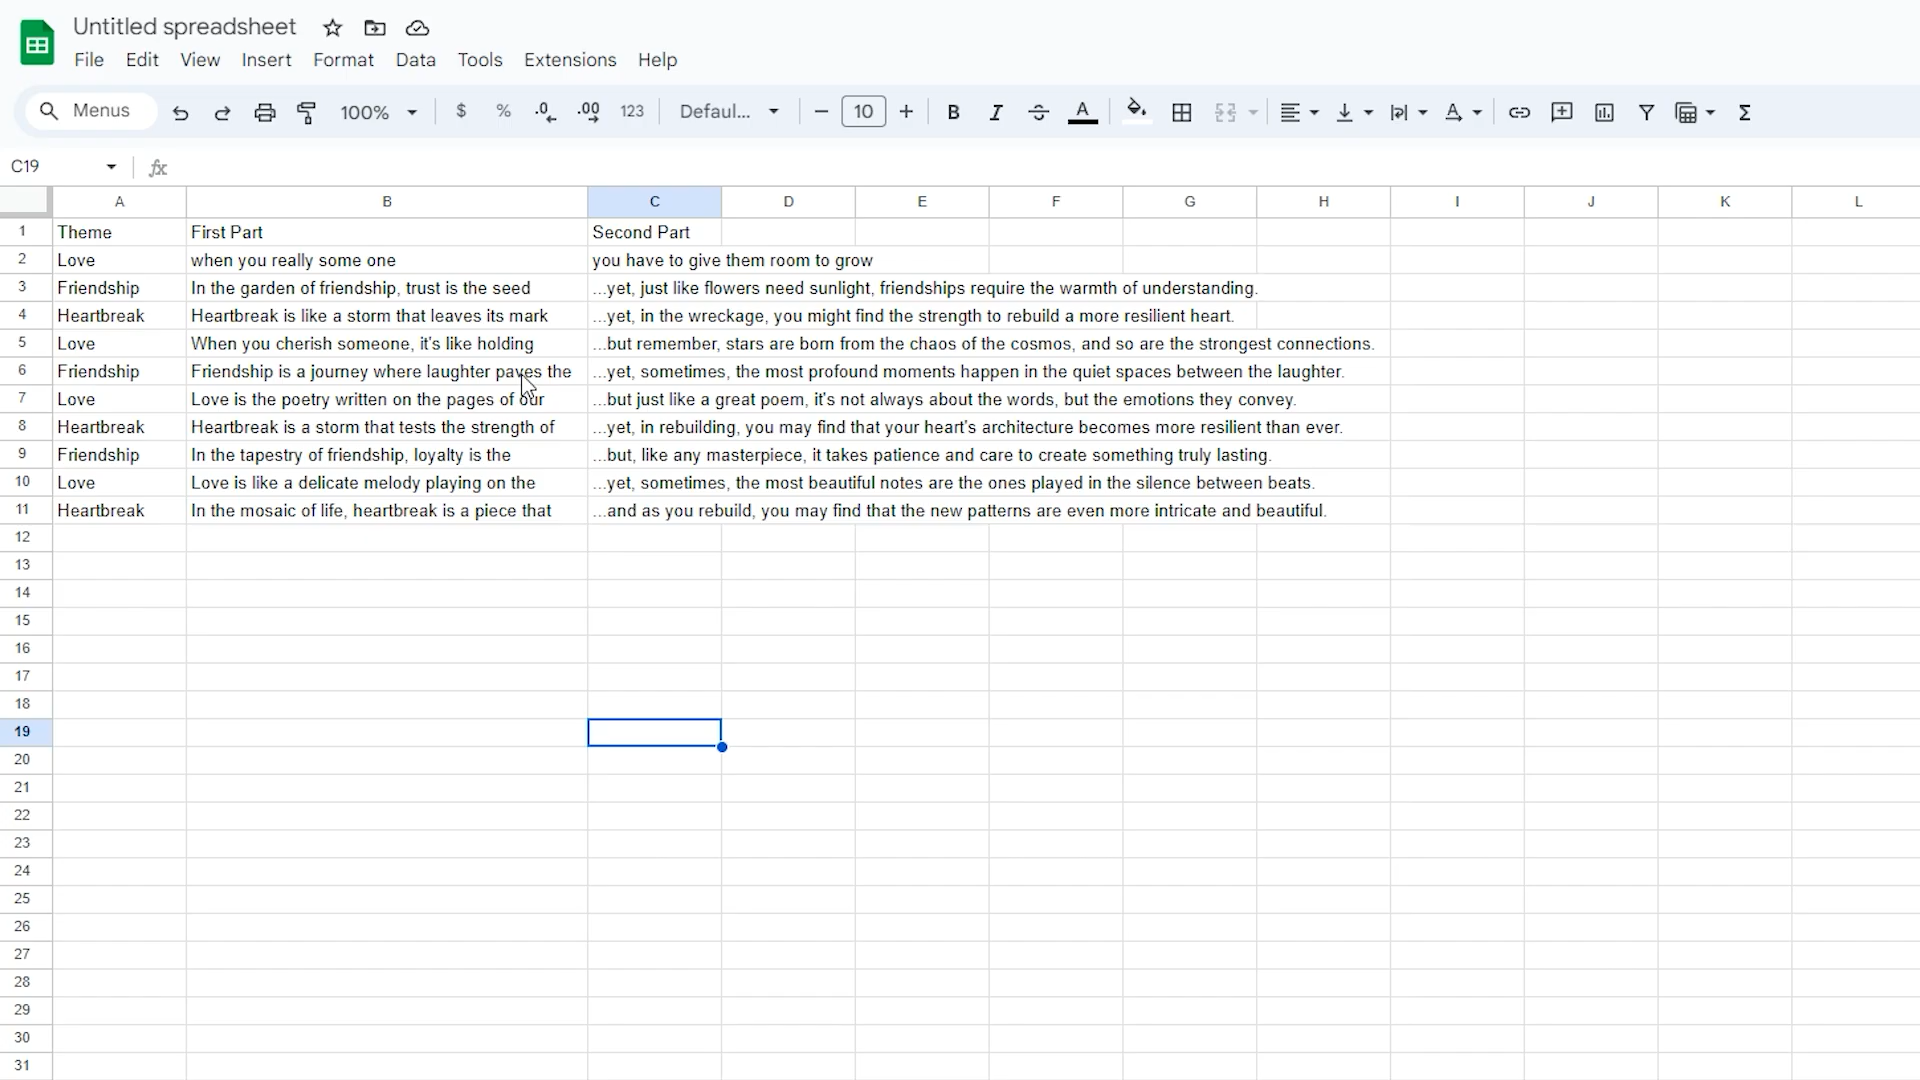 Untitled spreadsheet
File Edit View Insert Format Data Tools Extensions Help
Menus 100% $ % .0 .00 123 Defaul... 10 B I A A Σ
C19 fx
A B C D E F G H I J K L
1 Theme First Part Second Part
2 Love when you really some one you have to give them room to grow
3 Friendship In the garden of friendship, trust is the seed ...yet, just like flowers need sunlight, friendships require the warmth of understanding.
4 Heartbreak Heartbreak is like a storm that leaves its mark ...yet, in the wreckage, you might find the strength to rebuild a more resilient heart.
5 Love When you cherish someone, it's like holding ...but remember, stars are born from the chaos of the cosmos, and so are the strongest connections.
6 Friendship Friendship is a journey where laughter paves the ...yet, sometimes, the most profound moments happen in the quiet spaces between the laughter.
7 Love Love is the poetry written on the pages of our ...but just like a great poem, it's not always about the words, but the emotions they convey.
8 Heartbreak Heartbreak is a storm that tests the strength of ...yet, in rebuilding, you may find that your heart's architecture becomes more resilient than ever.
9 Friendship In the tapestry of friendship, loyalty is the ...but, like any masterpiece, it takes patience and care to create something truly lasting.
10 Love Love is like a delicate melody playing on the ...yet, sometimes, the most beautiful notes are the ones played in the silence between beats.
11 Heartbreak In the mosaic of life, heartbreak is a piece that ...and as you rebuild, you may find that the new patterns are even more intricate and beautiful.
12
13
14
15
16
17
18
19
20
21
22
23
24
25
26
27
28
29
30
31